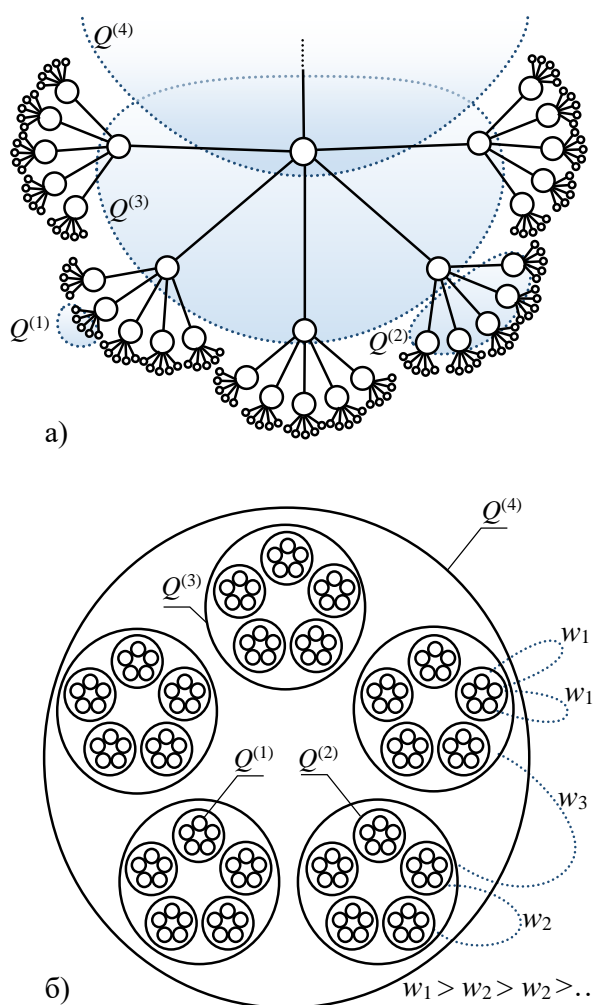 Q⁽⁴⁾
Q⁽³⁾
Q⁽¹⁾
Q⁽²⁾
а)
Q⁽⁴⁾
Q⁽³⁾
w₁
w₁
Q⁽¹⁾
Q⁽²⁾
w₃
w₂
б)
w₁ > w₂ > w₂ >..